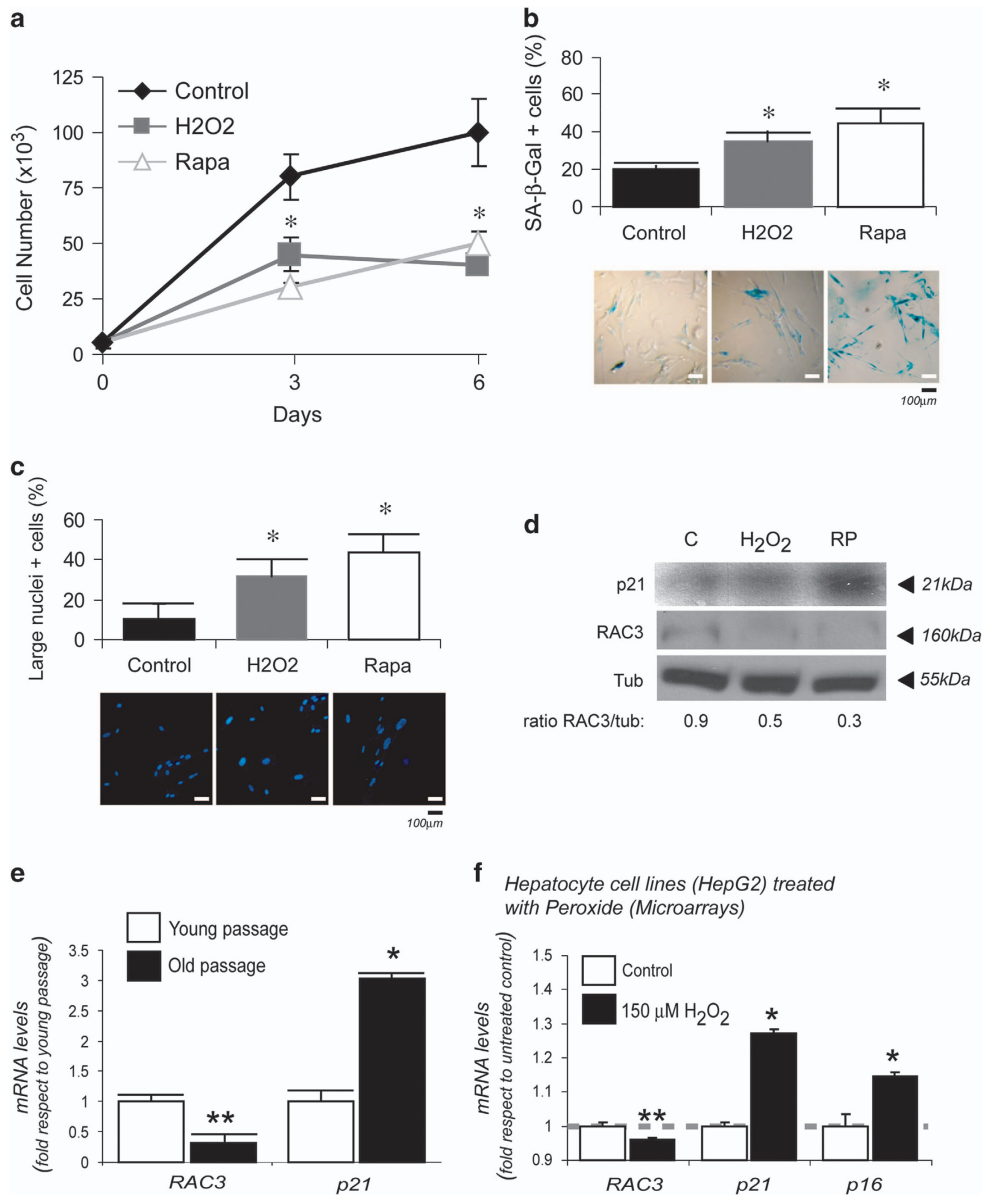 a
Cell Number (x103)
125
100
75
50
25
0
Control
H2O2
Rapa
*
*
0
3
6
Days
b
SA-β-Gal + cells (%)
80
60
40
20
0
*
*
Control
H2O2
Rapa
100μm
c
Large nuclei + cells (%)
60
40
20
0
*
*
Control
H2O2
Rapa
100μm
d
C H2O2 RP
p21 21kDa
RAC3 160kDa
Tub 55kDa
ratio RAC3/tub: 0.9 0.5 0.3
e
Young passage
Old passage
mRNA levels
(fold respect to young passage)
3.5
3
2.5
2
1.5
1
0.5
0
**
*
RAC3
p21
f
Hepatocyte cell lines (HepG2) treated
with Peroxide (Microarrays)
Control
150 μM H2O2
mRNA levels
(fold respect to untreated control)
1.5
1.4
1.3
1.2
1.1
1
0.9
**
*
*
RAC3
p21
p16